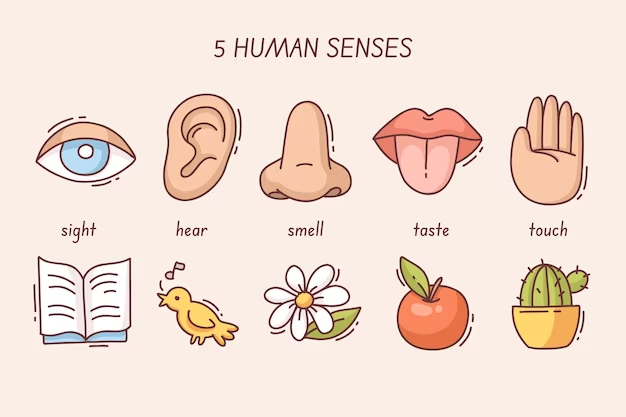 5 HUMAN SENSES
sight
hear
smell
taste
touch